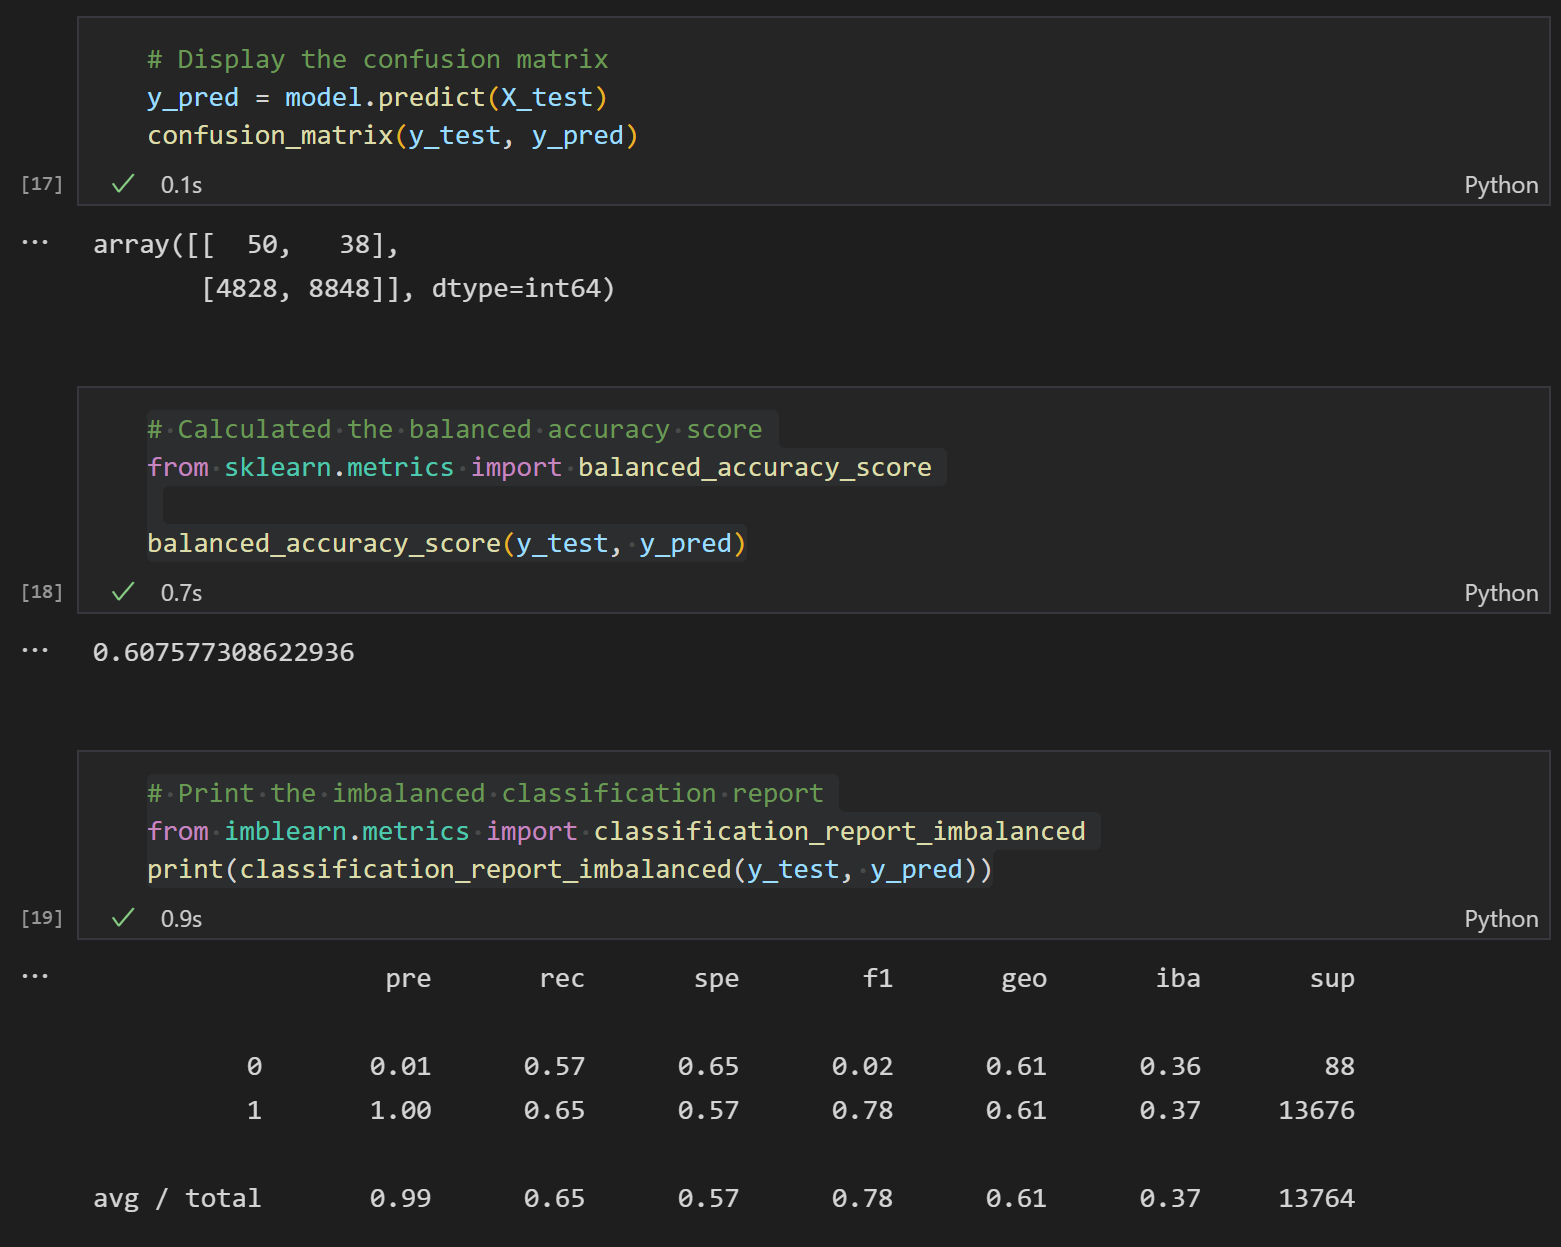 # Display the confusion matrix
y_pred = model.predict(X_test)
confusion_matrix(y_test, y_pred)
[17] ✓ 0.1s Python
··· array([[  50,   38],
       [4828, 8848]], dtype=int64)
# Calculated the balanced accuracy score
from sklearn.metrics import balanced_accuracy_score
balanced_accuracy_score(y_test, y_pred)
[18] ✓ 0.7s Python
··· 0.607577308622936
# Print the imbalanced classification report
from imblearn.metrics import classification_report_imbalanced
print(classification_report_imbalanced(y_test, y_pred))
[19] ✓ 0.9s Python
··· pre rec spe f1 geo iba sup
0 0.01 0.57 0.65 0.02 0.61 0.36 88
1 1.00 0.65 0.57 0.78 0.61 0.37 13676
avg / total 0.99 0.65 0.57 0.78 0.61 0.37 13764